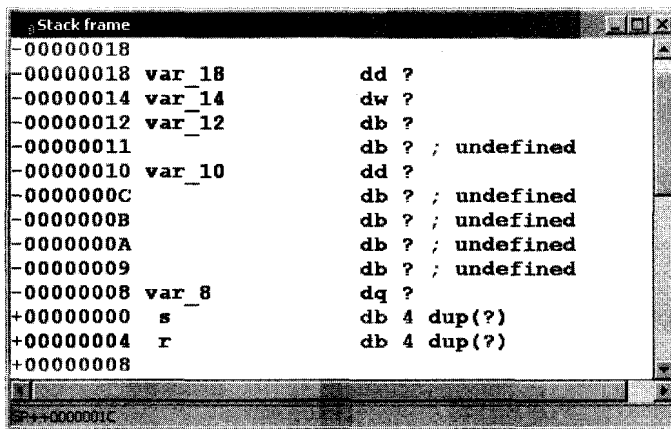 Stack frame
-00000018
-00000018 var_18 dd ?
-00000014 var_14 dw ?
-00000012 var_12 db ?
-00000011 db ? ; undefined
-00000010 var_10 dd ?
-0000000C db ? ; undefined
-0000000B db ? ; undefined
-0000000A db ? ; undefined
-00000009 db ? ; undefined
-00000008 var_8 dq ?
+00000000 s db 4 dup(?)
+00000004 r db 4 dup(?)
+00000008
SP++0000001C